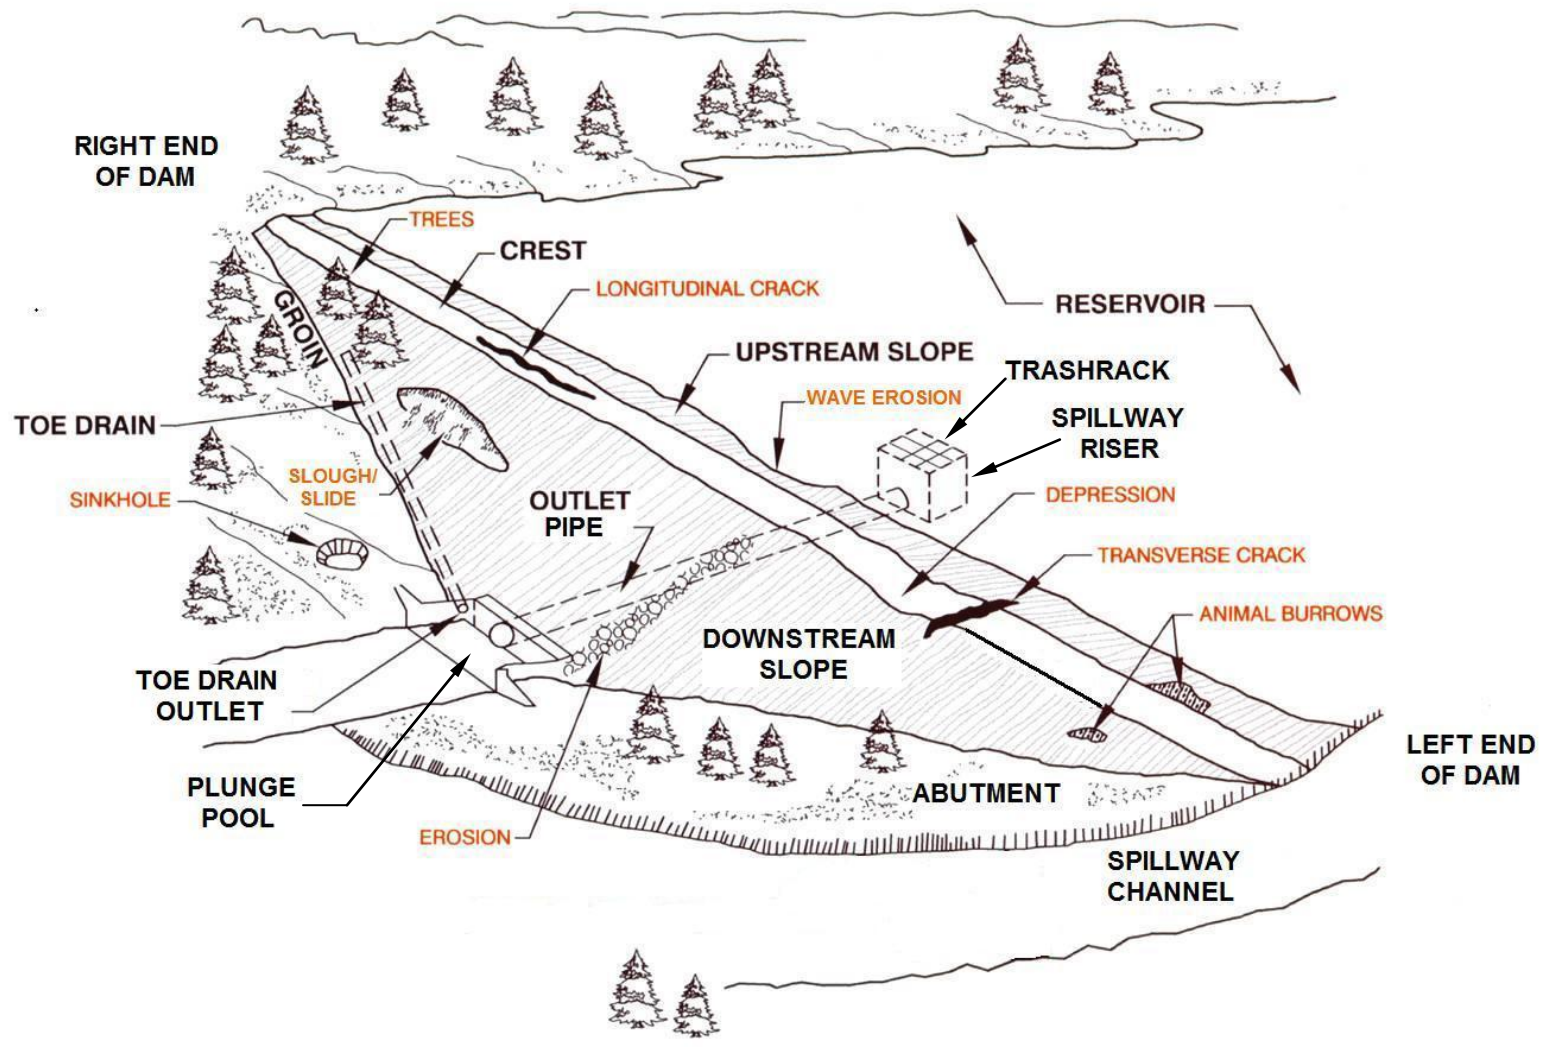 RIGHT END
OF DAM
TREES
CREST
LONGITUDINAL CRACK
GROIN
RESERVOIR
UPSTREAM SLOPE
TRASHRACK
WAVE EROSION
SPILLWAY
RISER
TOE DRAIN
SLOUGH/
SLIDE
SINKHOLE
OUTLET
PIPE
DEPRESSION
TRANSVERSE CRACK
ANIMAL BURROWS
DOWNSTREAM
SLOPE
TOE DRAIN
OUTLET
LEFT END
OF DAM
PLUNGE
POOL
ABUTMENT
EROSION
SPILLWAY
CHANNEL